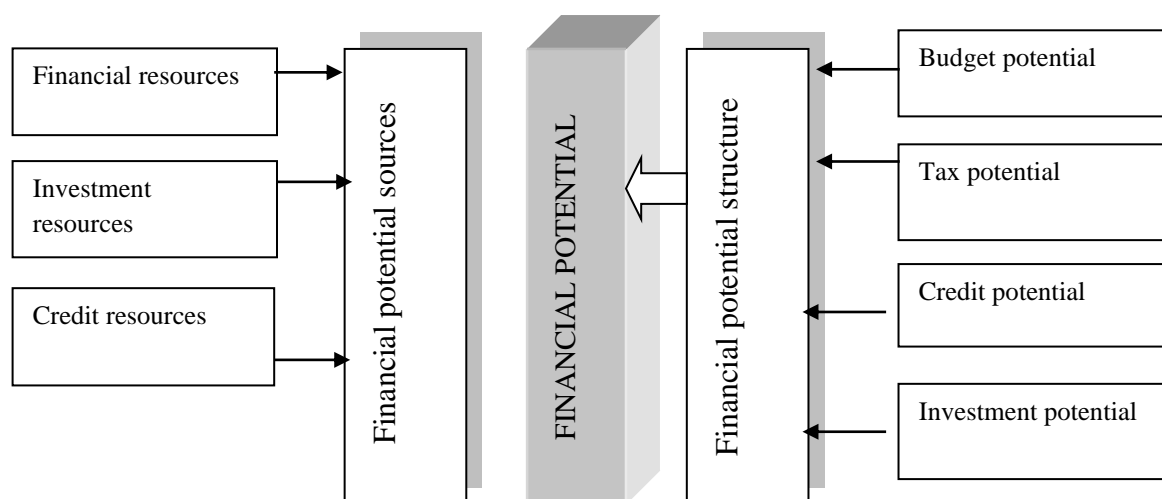 Financial resources
Investment
resources
Credit resources
Financial potential sources
FINANCIAL POTENTIAL
Financial potential structure
Budget potential
Tax potential
Credit potential
Investment potential